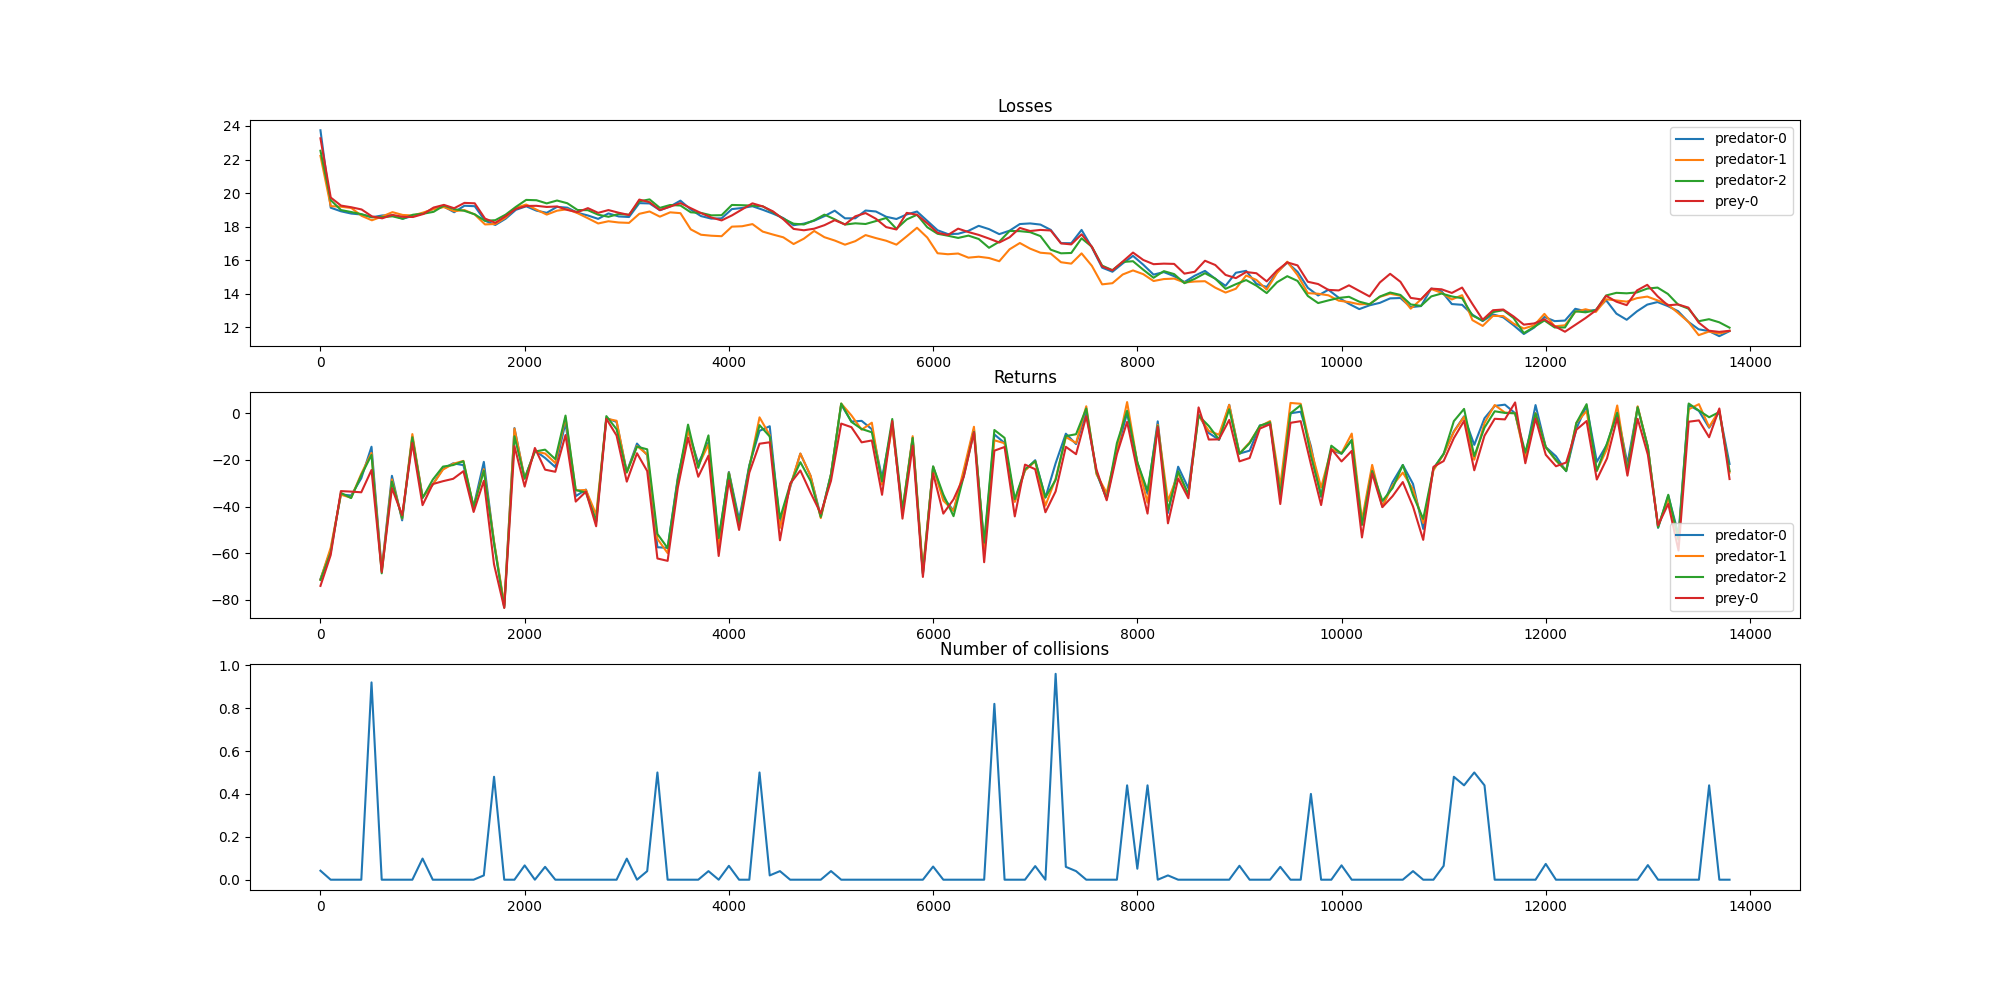 Losses
24
22
20
18
16
14
12
predator-0
predator-1
predator-2
prey-0
0 2000 4000 6000 8000 10000 12000 14000
Returns
0
−20
−40
−60
−80
predator-0
predator-1
predator-2
prey-0
0 2000 4000 6000 8000 10000 12000 14000
Number of collisions
1.0
0.8
0.6
0.4
0.2
0.0
0 2000 4000 6000 8000 10000 12000 14000